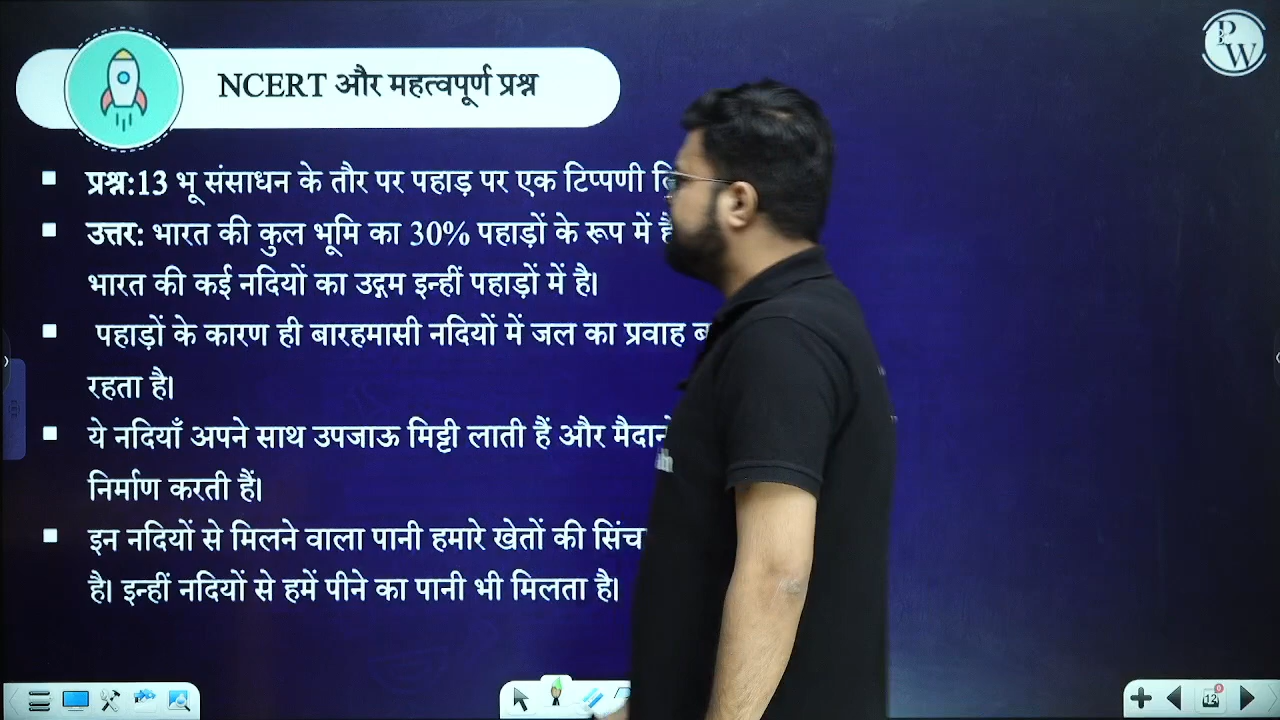 NCERT और महत्वपूर्ण प्रश्न
PW
प्रश्न:13 भू संसाधन के तौर पर पहाड़ पर एक टिप्पणी
उत्तर: भारत की कुल भूमि का 30% पहाड़ों के रूप में
भारत की कई नदियों का उद्गम इन्हीं पहाड़ों में है।
पहाड़ों के कारण ही बारहमासी नदियों में जल का प्रवाह
रहता है।
ये नदियाँ अपने साथ उपजाऊ मिट्टी लाती हैं और
निर्माण करती हैं।
इन नदियों से मिलने वाला पानी हमारे खेतों की
है। इन्हीं नदियों से हमें पीने का पानी भी मिलता है।
12